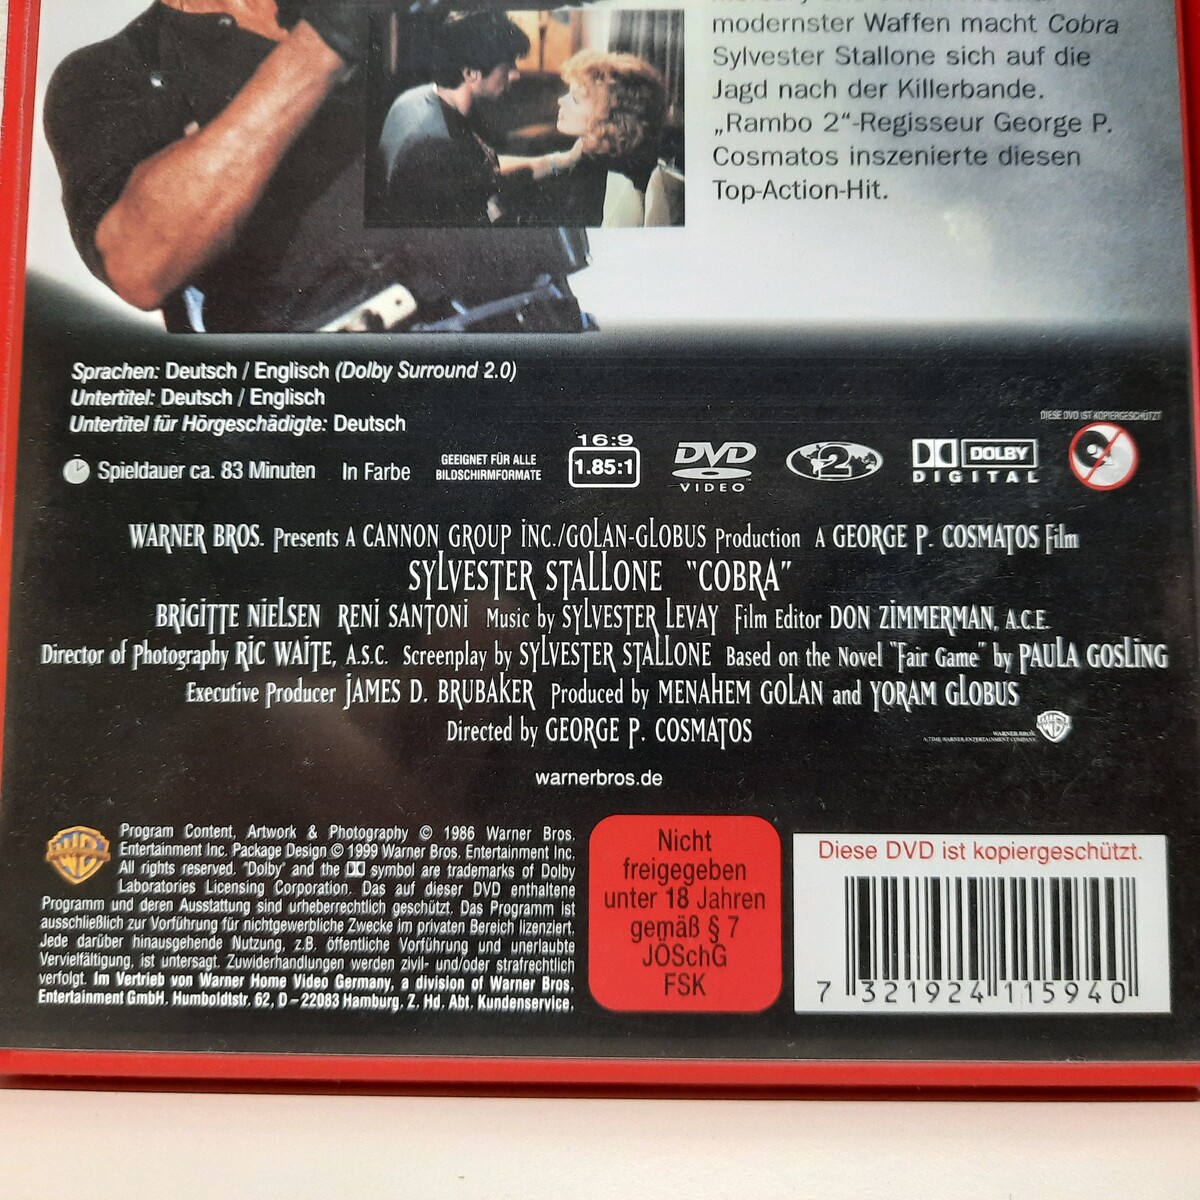 modernster Waffen macht Cobra
Sylvester Stallone sich auf die
Jagd nach der Killerbande.
„Rambo 2“-Regisseur George P.
Cosmatos inszenierte diesen
Top-Action-Hit.
Sprachen: Deutsch / Englisch (Dolby Surround 2.0)
Untertitel: Deutsch / Englisch
Untertitel für Hörgeschädigte: Deutsch
Spieldauer ca. 83 Minuten
In Farbe
GEEIGNET FÜR ALLE
BILDSCHIRMFORMATE
16:9
1.85:1
DVD
VIDEO
2
DOLBY
DIGITAL
DIESE DVD IST KOPIERGESCHÜTZT
WARNER BROS. Presents A CANNON GROUP INC./GOLAN-GLOBUS Production A GEORGE P. COSMATOS Film
SYLVESTER STALLONE "COBRA"
BRIGITTE NIELSEN RENI SANTONI Music by SYLVESTER LEVAY Film Editor DON ZIMMERMAN, A.C.E.
Director of Photography RIC WAITE, A.S.C. Screenplay by SYLVESTER STALLONE Based on the Novel "Fair Game" by PAULA GOSLING
Executive Producer JAMES D. BRUBAKER Produced by MENAHEM GOLAN and YORAM GLOBUS
Directed by GEORGE P. COSMATOS
WARNER BROS.
A TIME WARNER ENTERTAINMENT COMPANY
warnerbros.de
Program Content, Artwork & Photography © 1986 Warner Bros.
Entertainment Inc. Package Design © 1999 Warner Bros. Entertainment Inc.
All rights reserved. "Dolby" and the DD symbol are trademarks of Dolby
Laboratories Licensing Corporation. Das auf dieser DVD enthaltene
Programm und deren Ausstattung sind urheberrechtlich geschützt. Das Programm ist
ausschließlich zur Vorführung für nichtgewerbliche Zwecke im privaten Bereich lizenziert.
Jede darüber hinausgehende Nutzung, z.B. öffentliche Vorführung und unerlaubte
Vervielfältigung, ist untersagt. Zuwiderhandlungen werden zivil- und/oder strafrechtlich
verfolgt. Im Vertrieb von Warner Home Video Germany, a division of Warner Bros.
Entertainment GmbH. Humboldtstr. 62, D – 22083 Hamburg, Z. Hd. Abt. Kundenservice.
Nicht
freigegeben
unter 18 Jahren
gemäß § 7
JÖSchG
FSK
Diese DVD ist kopiergeschützt.
7 321924 115940